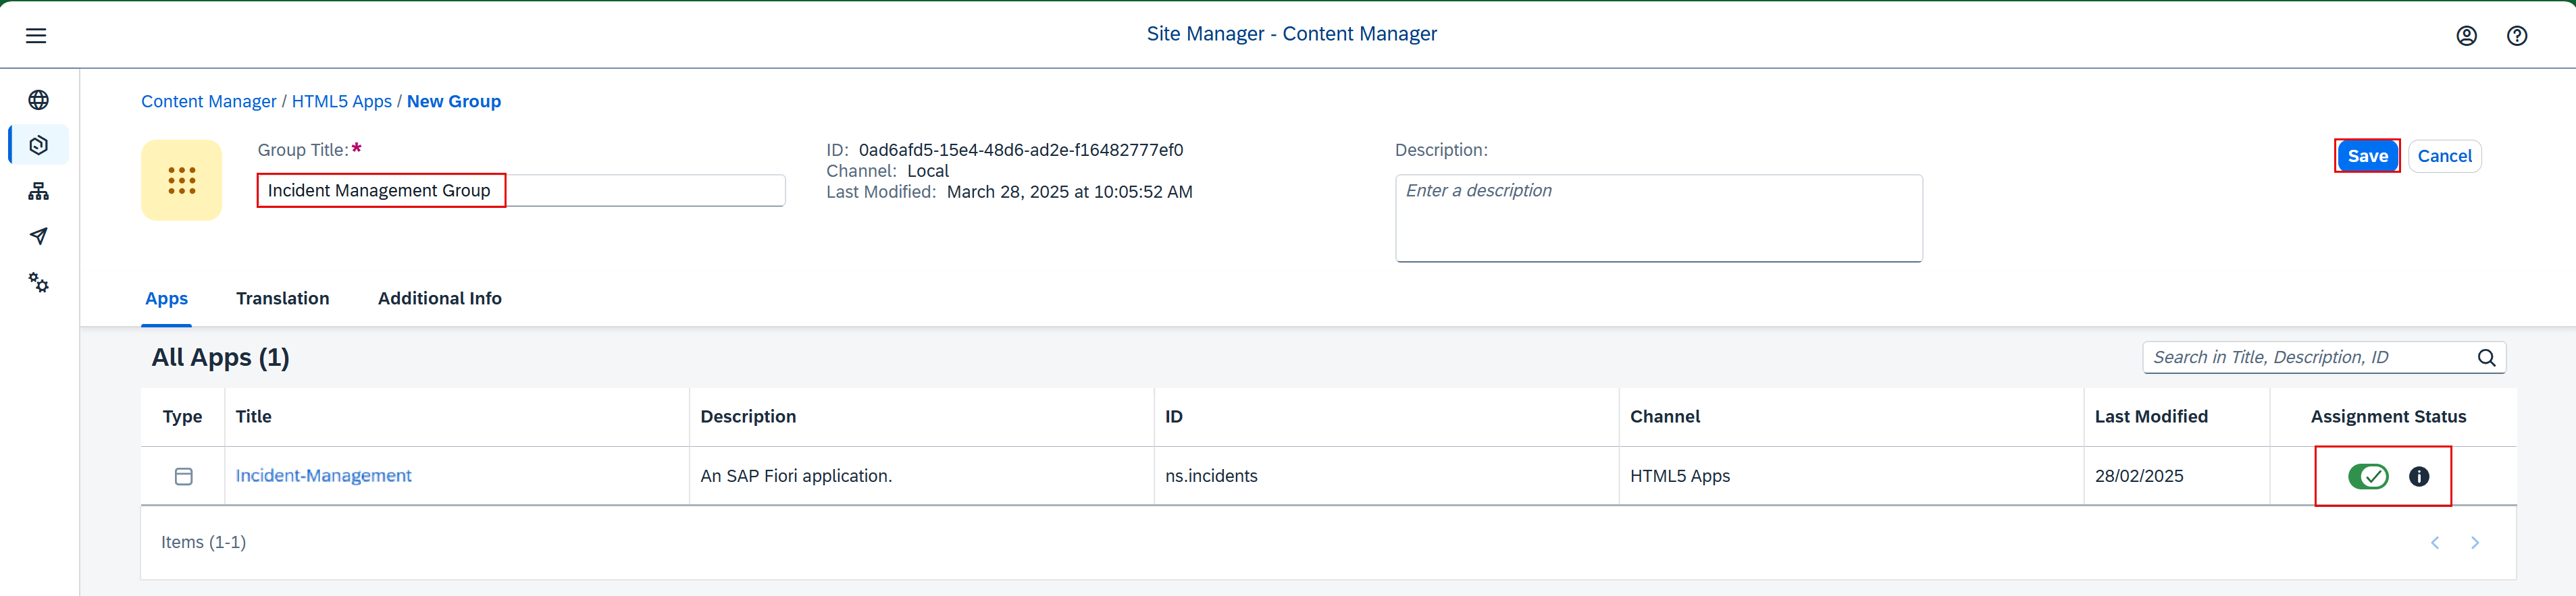 Site Manager - Content Manager
Content Manager / HTML5 Apps / New Group
Group Title:*
Incident Management Group
ID: 0ad6afd5-15e4-48d6-ad2e-f16482777ef0
Channel: Local
Last Modified: March 28, 2025 at 10:05:52 AM
Description:
Enter a description
Save Cancel
Apps Translation Additional Info
All Apps (1)
Search in Title, Description, ID
Type Title Description ID Channel Last Modified Assignment Status
Incident-Management An SAP Fiori application. ns.incidents HTML5 Apps 28/02/2025
Items (1-1)